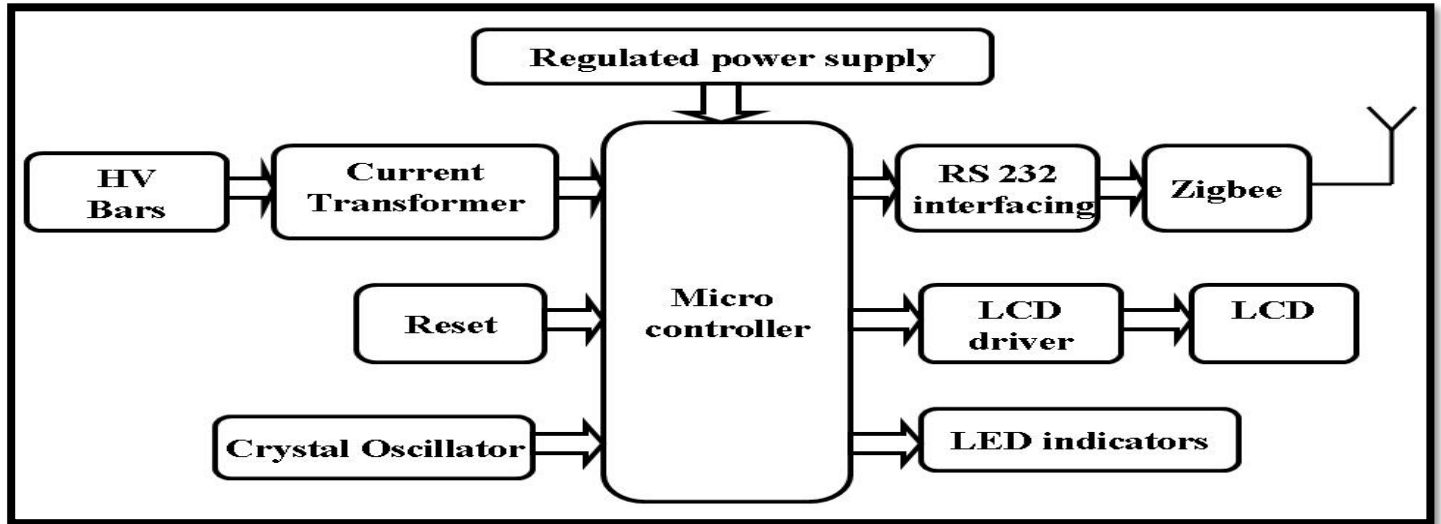 Regulated power supply
HV
Bars
Current
Transformer
RS 232
interfacing
Zigbee
Reset
Micro
controller
LCD
driver
LCD
Crystal Oscillator
LED indicators